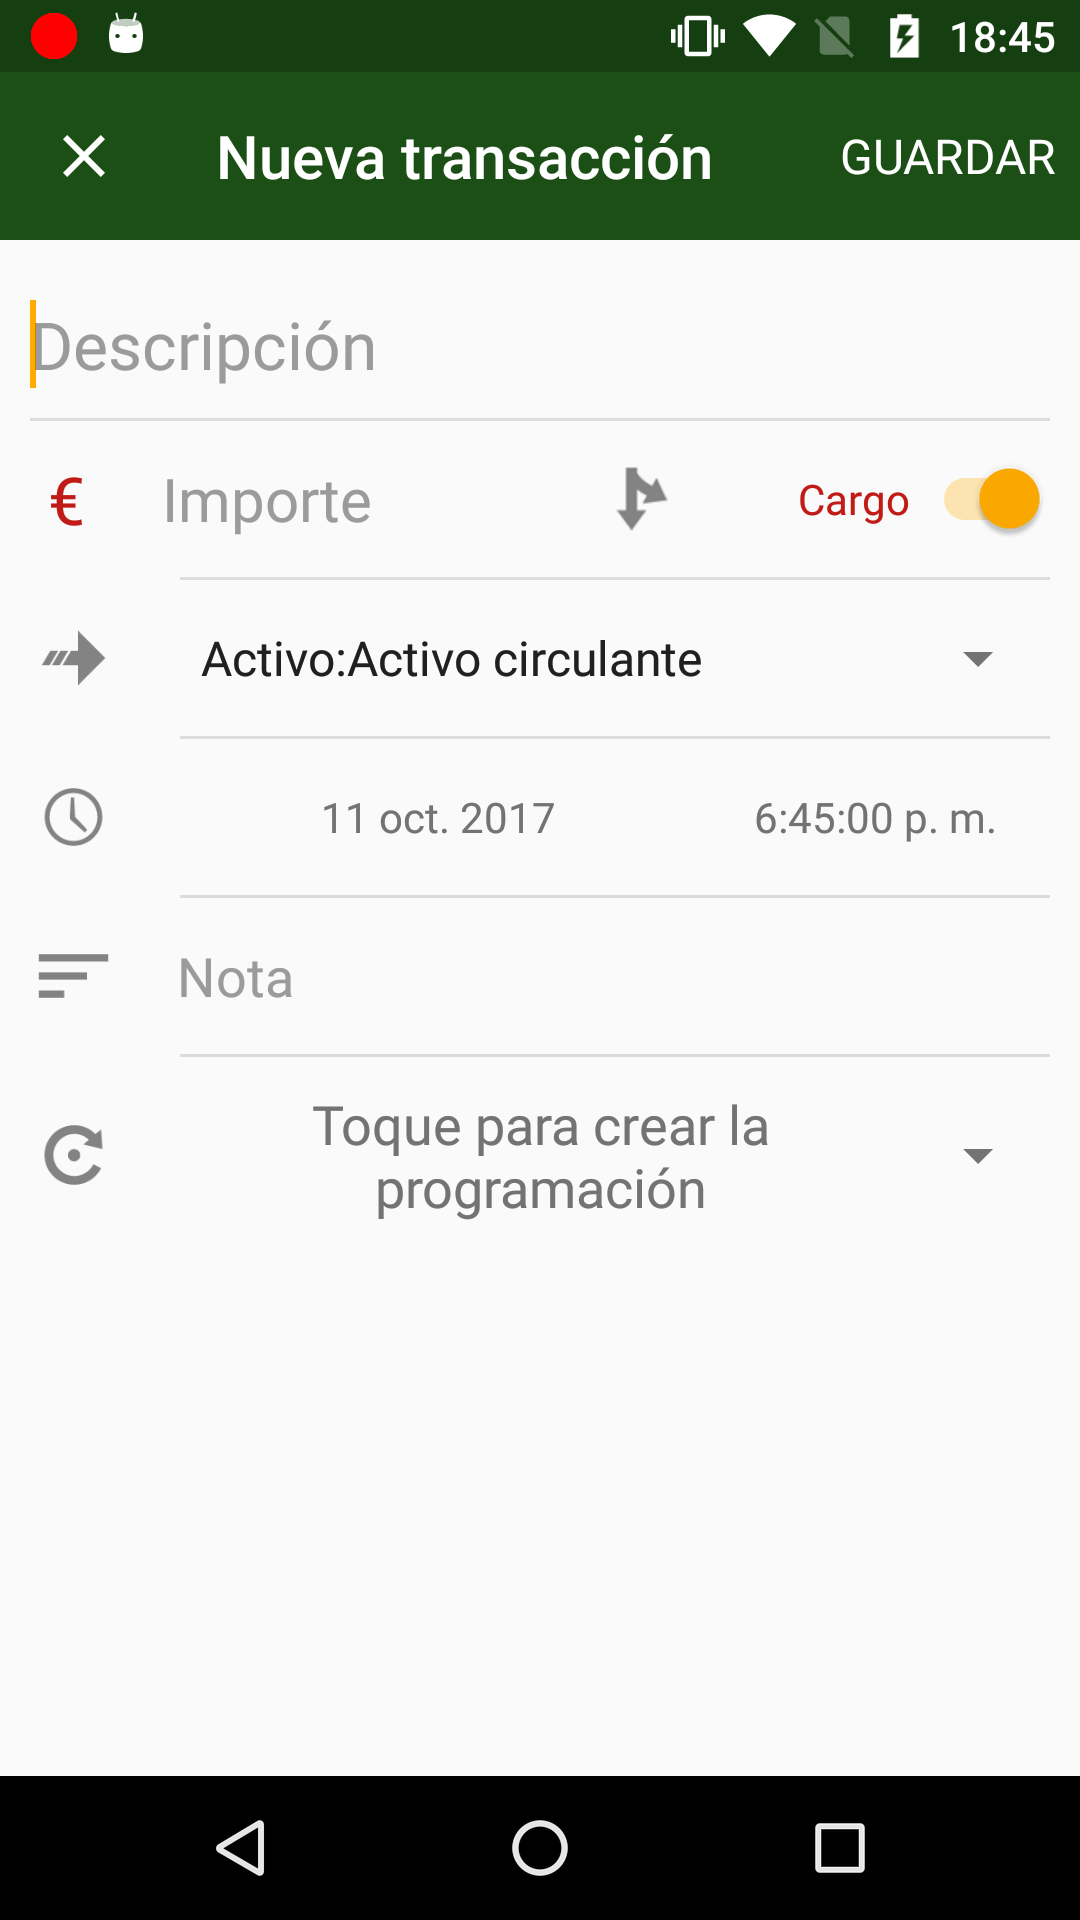 18:45
Nueva transacción GUARDAR
Descripción
€ Importe Cargo
Activo:Activo circulante
11 oct. 2017 6:45:00 p. m.
Nota
Toque para crear la
programación